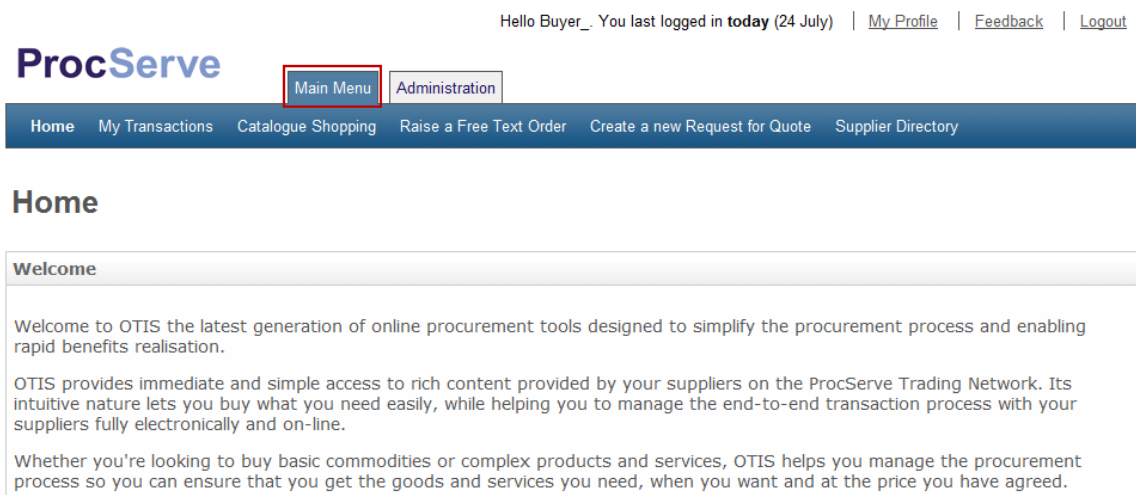 Hello Buyer_. You last logged in today (24 July) | My Profile | Feedback | Logout
ProcServe
Main Menu Administration
Home My Transactions Catalogue Shopping Raise a Free Text Order Create a new Request for Quote Supplier Directory
Home
Welcome
Welcome to OTIS the latest generation of online procurement tools designed to simplify the procurement process and enabling
rapid benefits realisation.
OTIS provides immediate and simple access to rich content provided by your suppliers on the ProcServe Trading Network. Its
intuitive nature lets you buy what you need easily, while helping you to manage the end-to-end transaction process with your
suppliers fully electronically and on-line.
Whether you're looking to buy basic commodities or complex products and services, OTIS helps you manage the procurement
process so you can ensure that you get the goods and services you need, when you want and at the price you have agreed.